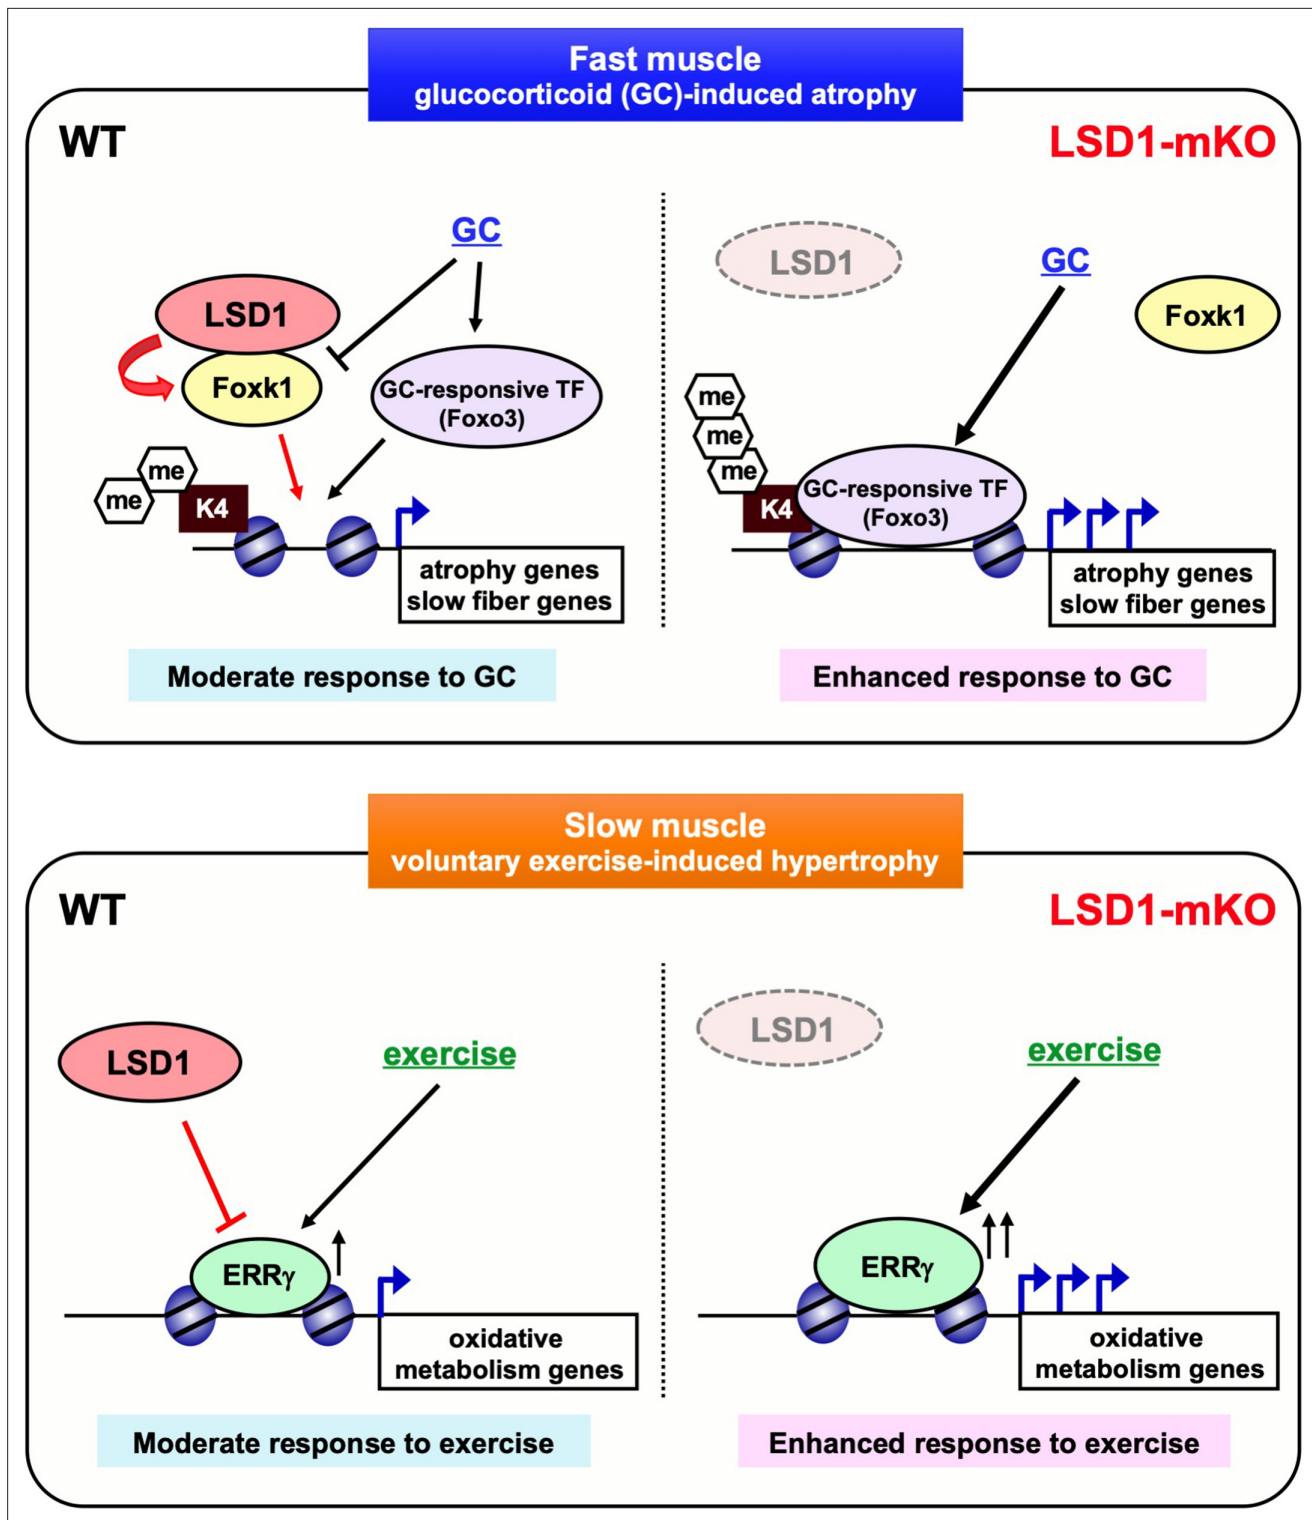 Fast muscle
glucocorticoid (GC)-induced atrophy
WT
LSD1-mKO
GC
LSD1
Foxk1
GC-responsive TF
(Foxo3)
me
me
K4
atrophy genes
slow fiber genes
Moderate response to GC
LSD1
GC
Foxk1
me
me
me
K4
GC-responsive TF
(Foxo3)
atrophy genes
slow fiber genes
Enhanced response to GC
Slow muscle
voluntary exercise-induced hypertrophy
WT
LSD1-mKO
LSD1
exercise
ERRγ
oxidative
metabolism genes
Moderate response to exercise
LSD1
exercise
ERRγ
oxidative
metabolism genes
Enhanced response to exercise